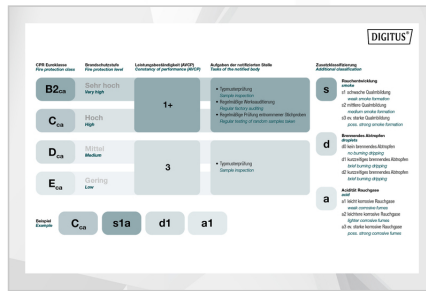 DIGITUS®
CPR Euroklasse
Fire protection class
Brandschutzstufe
Fire protection level
Leistungsbeständigkeit (AVCP)
Constancy of performance (AVCP)
Aufgaben der notifizierten Stelle
Tasks of the notified body
Zusatzklassifizierung
Additional classification
B2ca
Sehr hoch
Very high
Cca
Hoch
High
1+
• Typmusterprüfung
Sample inspection
• Regelmäßige Werksauditierung
Regular factory auditing
• Regelmäßige Prüfung entnommener Stichproben
Regular testing of random samples taken
Dca
Mittel
Medium
Eca
Gering
Low
3
• Typmusterprüfung
Sample inspection
Beispiel
Example
Cca
s1a
d1
a1
s
Rauchentwicklung
smoke
s1 schwache Qualmbildung
weak smoke formation
s2 mittlere Qualmbildung
medium smoke formation
s3 ev. starke Qualmbildung
poss. strong smoke formation
d
Brennendes Abtropfen
droplets
d0 kein brennendes Abtropfen
no burning dripping
d1 kurzzeitiges brennendes Abtropfen
brief burning dripping
d2 kurzzeitiges brennendes Abtropfen
brief burning dripping
a
Acidität Rauchgase
acid
a1 leicht korrosive Rauchgase
weak corrosive fumes
a2 leichtere korrosive Rauchgase
lighter corrosive fumes
a3 ev. starke korrosive Rauchgase
poss. strong corrosive fumes